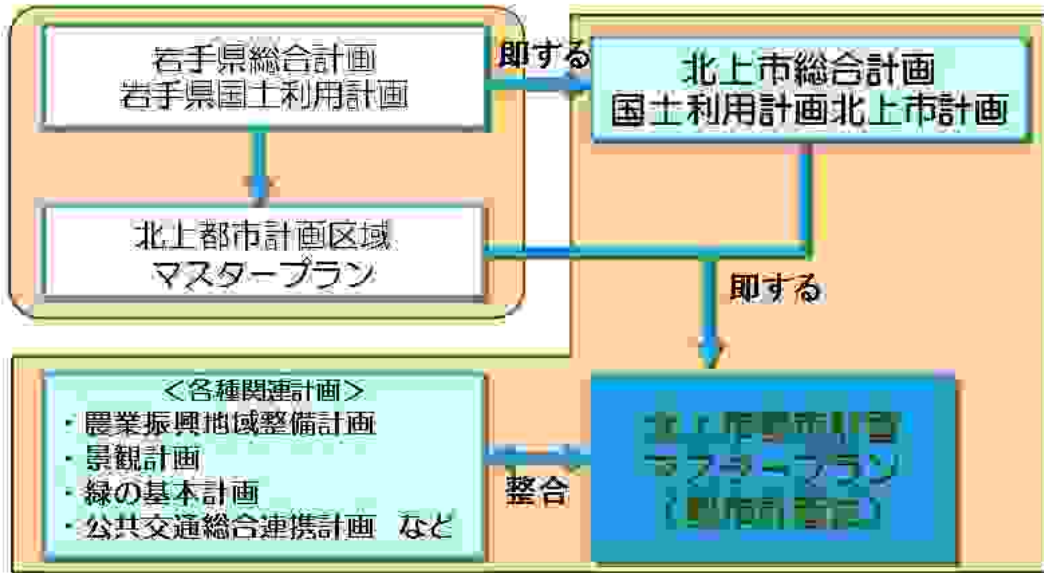 岩手県総合計画
岩手県国土利用計画
即する
北上市総合計画
国土利用計画北上市計画
北上都市計画区域
マスタープラン
即する
＜各種関連計画＞
・農業振興地域整備計画
・景観計画
・緑の基本計画
・公共交通総合連携計画　など
整合
北上市都市計画
マスタープラン